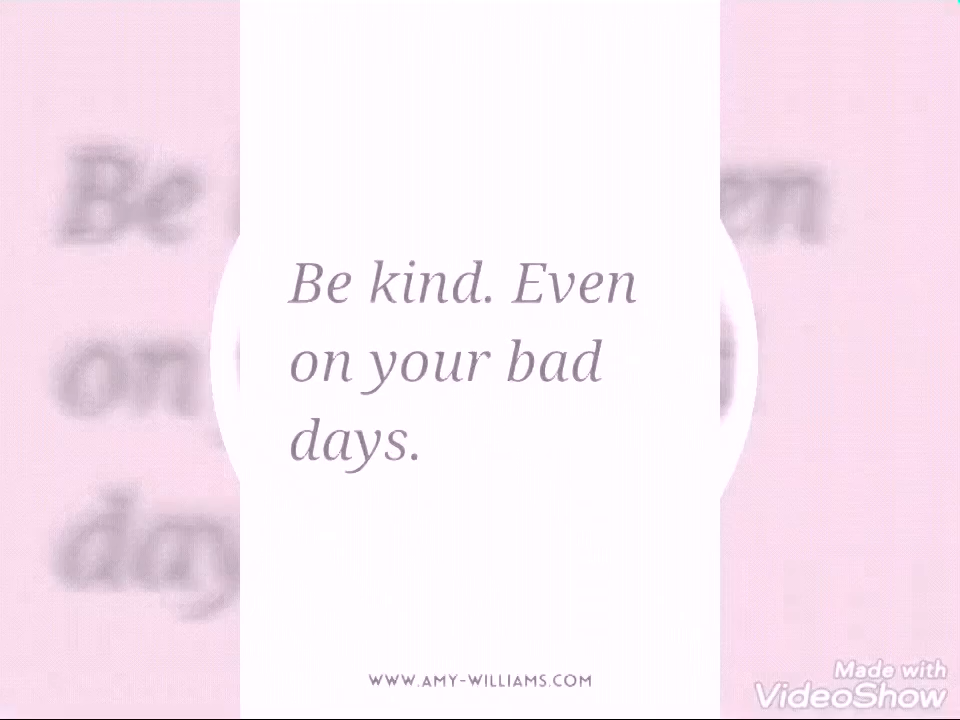 Be kind. Even
on your bad
days.
WWW.AMY-WILLIAMS.COM
Made with
VideoShow